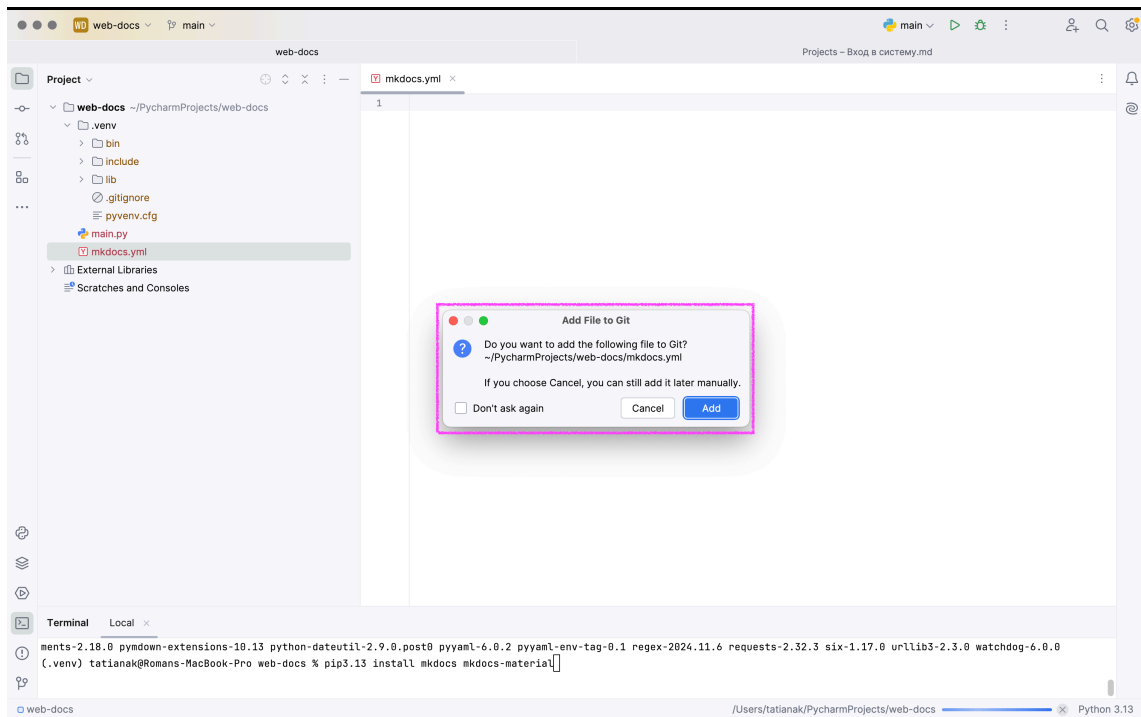 WD web-docs main
main
web-docs
Projects – Вход в систему.md
Project
mkdocs.yml
web-docs ~/PycharmProjects/web-docs
1
.venv
bin
include
lib
.gitignore
pyvenv.cfg
main.py
mkdocs.yml
External Libraries
Scratches and Consoles
Add File to Git
Do you want to add the following file to Git?
~/PycharmProjects/web-docs/mkdocs.yml
If you choose Cancel, you can still add it later manually.
Don't ask again
Cancel
Add
Terminal Local
ments-2.18.0 pymdown-extensions-10.13 python-dateutil-2.9.0.post0 pyyaml-6.0.2 pyyaml-env-tag-0.1 regex-2024.11.6 requests-2.32.3 six-1.17.0 urllib3-2.3.0 watchdog-6.0.0
(.venv) tatianak@Romans-MacBook-Pro web-docs % pip3.13 install mkdocs mkdocs-material
web-docs
/Users/tatianak/PycharmProjects/web-docs
Python 3.13